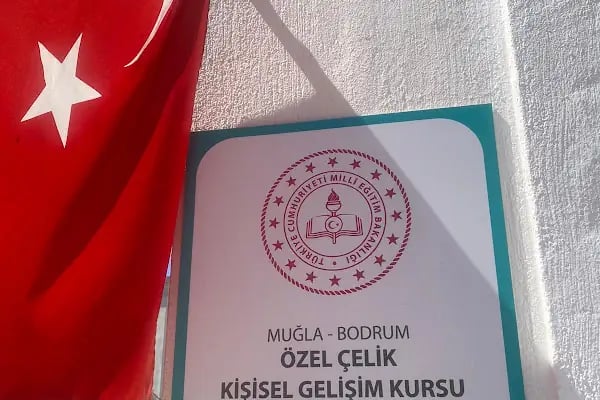 TÜRKİYE CUMHURİYETİ MİLLİ EĞİTİM BAKANLIĞI
MUĞLA - BODRUM
ÖZEL ÇELİK
KİŞİSEL GELİŞİM KURSU